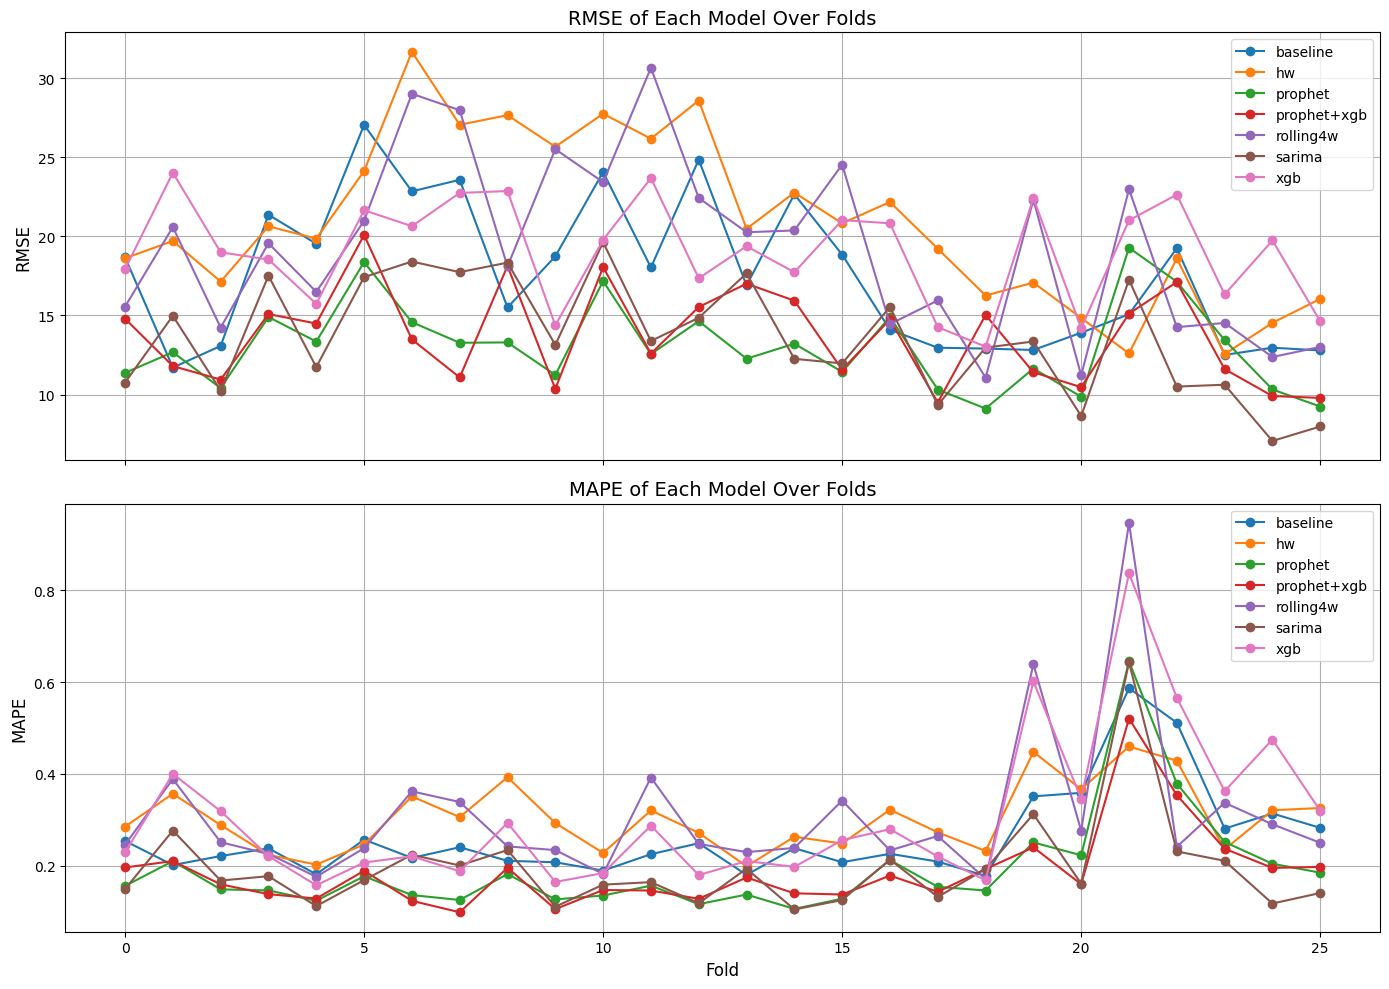 RMSE of Each Model Over Folds
RMSE
30
25
20
15
10
baseline
hw
prophet
prophet+xgb
rolling4w
sarima
xgb
MAPE of Each Model Over Folds
MAPE
0.8
0.6
0.4
0.2
baseline
hw
prophet
prophet+xgb
rolling4w
sarima
xgb
0 5 10 15 20 25
Fold